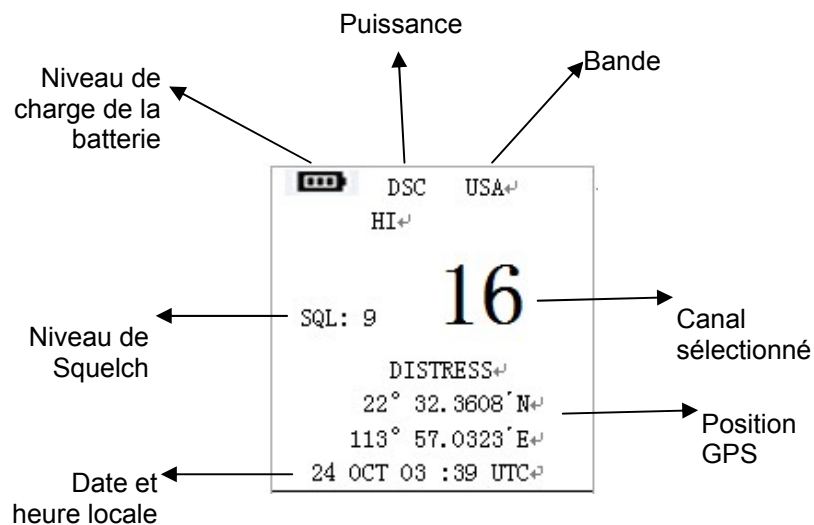 Puissance
Bande
Niveau de
charge de la
batterie
DSC USA↵
HI↵
16
SQL: 9
Niveau de
Squelch
Canal
sélectionné
DISTRESS↵
22° 32.3608′N↵
113° 57.0323′E↵
Position
GPS
24 OCT 03 :39 UTC↵
Date et
heure locale